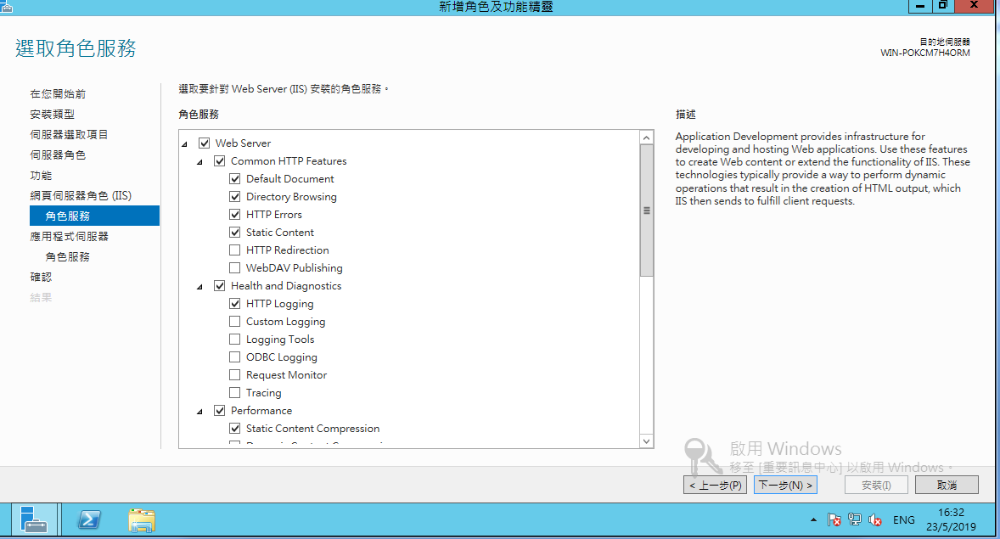 新增角色及功能精靈
選取角色服務
目的地伺服器
WIN-POKCM7H4ORM
在您開始前
安裝類型
伺服器選取項目
伺服器角色
功能
網頁伺服器角色 (IIS)
角色服務
應用程式伺服器
角色服務
確認
結果
選取要針對 Web Server (IIS) 安裝的角色服務。
角色服務
Web Server
Common HTTP Features
Default Document
Directory Browsing
HTTP Errors
Static Content
HTTP Redirection
WebDAV Publishing
Health and Diagnostics
HTTP Logging
Custom Logging
Logging Tools
ODBC Logging
Request Monitor
Tracing
Performance
Static Content Compression
描述
Application Development provides infrastructure for
developing and hosting Web applications. Use these features
to create Web content or extend the functionality of IIS. These
technologies typically provide a way to perform dynamic
operations that result in the creation of HTML output, which
IIS then sends to fulfill client requests.
啟用 Windows
移至 [重要訊息中心] 以啟用 Windows。
< 上一步(P)
下一步(N) >
安裝(I)
取消
ENG
16:32
23/5/2019